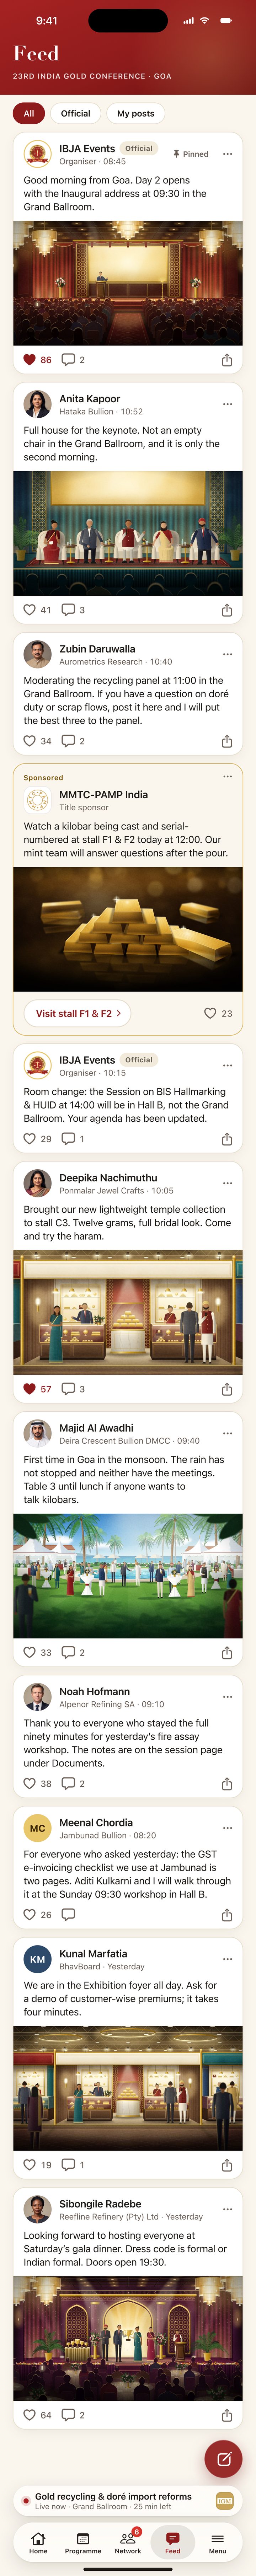 9:41
Feed
23RD INDIA GOLD CONFERENCE · GOA
All
Official
My posts
IBJA Events Official
Pinned
Organiser · 08:45
Good morning from Goa. Day 2 opens
with the Inaugural address at 09:30 in the
Grand Ballroom.
86 2
Anita Kapoor
Hataka Bullion · 10:52
Full house for the keynote. Not an empty
chair in the Grand Ballroom, and it is only the
second morning.
41 3
Zubin Daruwalla
Aurometrics Research · 10:40
Moderating the recycling panel at 11:00 in the
Grand Ballroom. If you have a question on doré
duty or scrap flows, post it here and I will put
the best three to the panel.
34 2
Sponsored
MMTC-PAMP India
Title sponsor
Watch a kilobar being cast and serial-
numbered at stall F1 & F2 today at 12:00. Our
mint team will answer questions after the pour.
Visit stall F1 & F2
23
IBJA Events Official
Organiser · 10:15
Room change: the Session on BIS Hallmarking
& HUID at 14:00 will be in Hall B, not the Grand
Ballroom. Your agenda has been updated.
29 1
Deepika Nachimuthu
Ponmalar Jewel Crafts · 10:05
Brought our new lightweight temple collection
to stall C3. Twelve grams, full bridal look. Come
and try the haram.
57 3
Majid Al Awadhi
Deira Crescent Bullion DMCC · 09:40
First time in Goa in the monsoon. The rain has
not stopped and neither have the meetings.
Table 3 until lunch if anyone wants to
talk kilobars.
33 2
Noah Hofmann
Alpenor Refining SA · 09:10
Thank you to everyone who stayed the full
ninety minutes for yesterday's fire assay
workshop. The notes are on the session page
under Documents.
38 2
MC
Meenal Chordia
Jambunad Bullion · 08:20
For everyone who asked yesterday: the GST
e-invoicing checklist we use at Jambunad is
two pages. Aditi Kulkarni and I will walk through
it at the Sunday 09:30 workshop in Hall B.
26
KM
Kunal Marfatia
BhavBoard · Yesterday
We are in the Exhibition foyer all day. Ask for
a demo of customer-wise premiums; it takes
four minutes.
19 1
Sibongile Radebe
Reefline Refinery (Pty) Ltd · Yesterday
Looking forward to hosting everyone at
Saturday's gala dinner. Dress code is formal or
Indian formal. Doors open 19:30.
64 2
Gold recycling & doré import reforms
Live now · Grand Ballroom · 25 min left
6
Home
Programme
Network
Feed
Menu